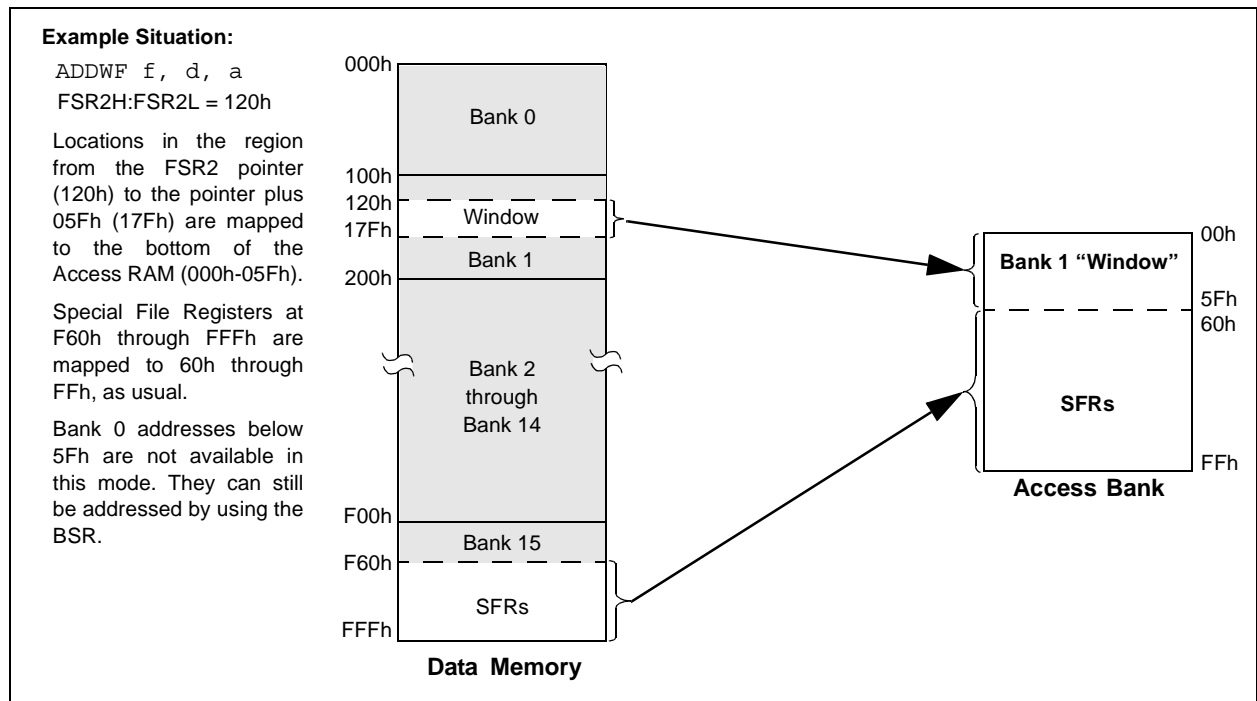 Example Situation:
ADDWF f, d, a
FSR2H:FSR2L = 120h
Locations in the region
from the FSR2 pointer
(120h) to the pointer plus
05Fh (17Fh) are mapped
to the bottom of the
Access RAM (000h-05Fh).
Special File Registers at
F60h through FFFh are
mapped to 60h through
FFh, as usual.
Bank 0 addresses below
5Fh are not available in
this mode. They can still
be addressed by using the
BSR.
000h
Bank 0
100h
120h
Window
17Fh
Bank 1
200h
Bank 2
through
Bank 14
F00h
Bank 15
F60h
SFRs
FFFh
Data Memory
00h
Bank 1 “Window”
5Fh
60h
SFRs
FFh
Access Bank